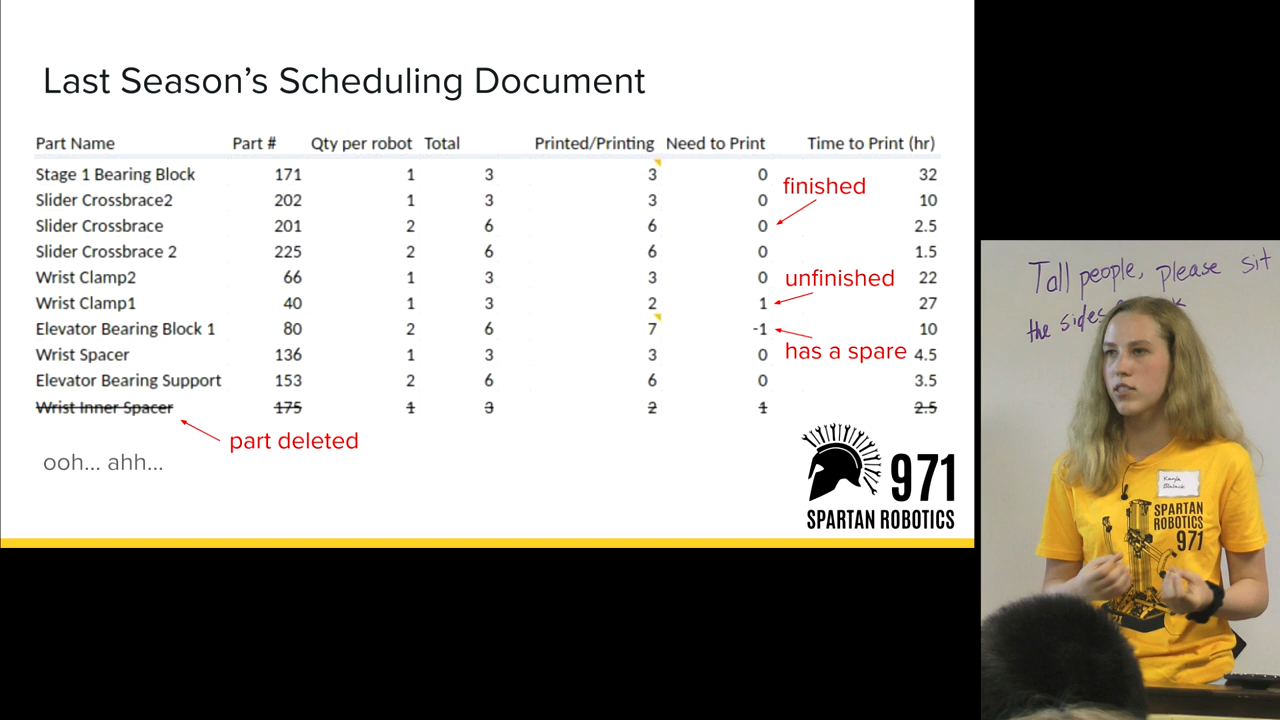 Last Season's Scheduling Document
Part Name Part # Qty per robot Total Printed/Printing Need to Print Time to Print (hr)
Stage 1 Bearing Block 171 1 3 3 0 32
Slider Crossbrace2 202 1 3 3 0 10
Slider Crossbrace 201 2 6 6 0 2.5
Slider Crossbrace 2 225 2 6 6 0 1.5
Wrist Clamp2 66 1 3 3 0 22
Wrist Clamp1 40 1 3 2 1 27
Elevator Bearing Block 1 80 2 6 7 -1 10
Wrist Spacer 136 1 3 3 0 4.5
Elevator Bearing Support 153 2 6 6 0 3.5
Wrist Inner Spacer 175 1 3 2 1 2.5
finished
unfinished
has a spare
part deleted
ooh... ahh...
971
SPARTAN ROBOTICS
Tall people, please sit
the sides
SPARTAN
ROBOTICS
971
Kayla